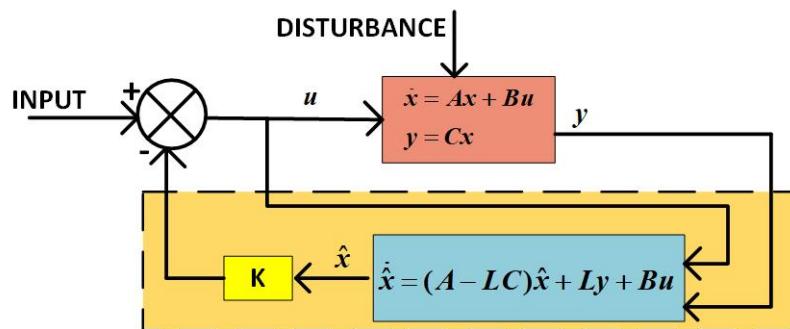 DISTURBANCE
INPUT
+
-
u
ẋ = Ax + Bu
y = Cx
y
K
x̂
x̂̇ = (A − LC)x̂ + Ly + Bu